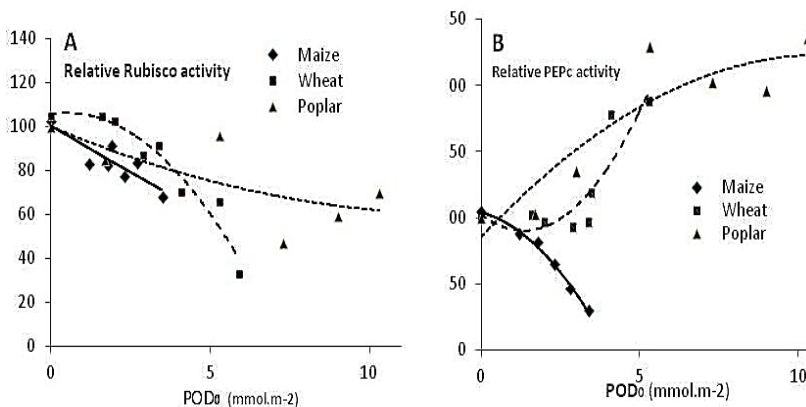 A
Relative Rubisco activity
Maize
Wheat
Poplar
140
120
100
80
60
40
20
0
0 5 10
POD0 (mmol.m-2)
B
Relative PEPc activity
Maize
Wheat
Poplar
50
00
50
00
50
0
0 5 10
POD0 (mmol.m-2)